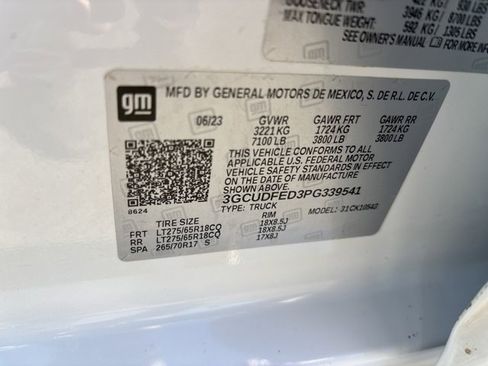 GOOSENECK TWR:
MAX TONGUE WEIGHT:
3946 KG / 8700 LBS
592 KG / 1305 LBS
SEE OWNER'S MANUAL FOR MORE INFOR
gm
MFD BY GENERAL MOTORS DE MEXICO, S. DE R.L. DE C.V.
06/23 GVWR GAWR FRT GAWR RR
3221 KG 1724 KG 1724 KG
7100 LB 3800 LB 3800 LB
THIS VEHICLE CONFORMS TO ALL APPLICABLE
U.S. FEDERAL MOTOR VEHICLE SAFETY
STANDARDS IN EFFECT ON THE DATE OF
MANUFACTURE SHOWN ABOVE.
3GCUDFED3PG339541
TYPE: TRUCK MODEL: 31CK10543
8624
TIRE SIZE RIM
FRT LT275/65R18CQ 18X8.5J
RR LT275/65R18CQ 18X8.5J
SPA 265/70R17 S 17X8J